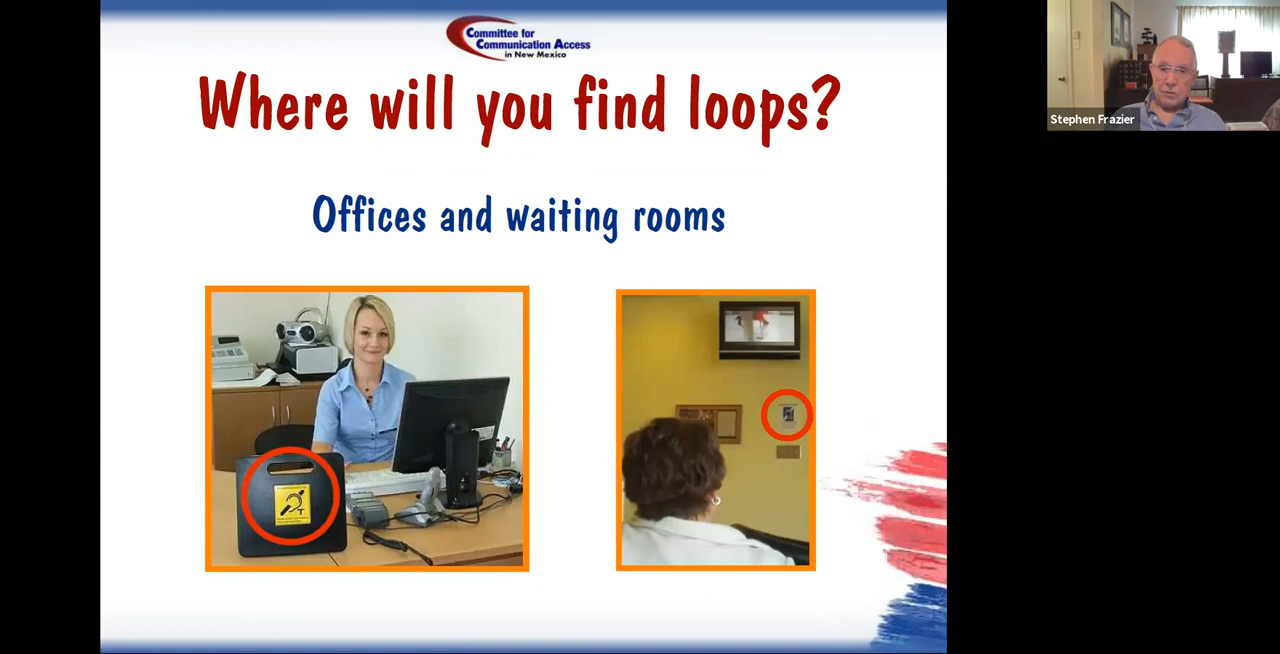 Committee for
Communication Access
in New Mexico
Where will you find loops?
Stephen Frazier
Offices and waiting rooms
T